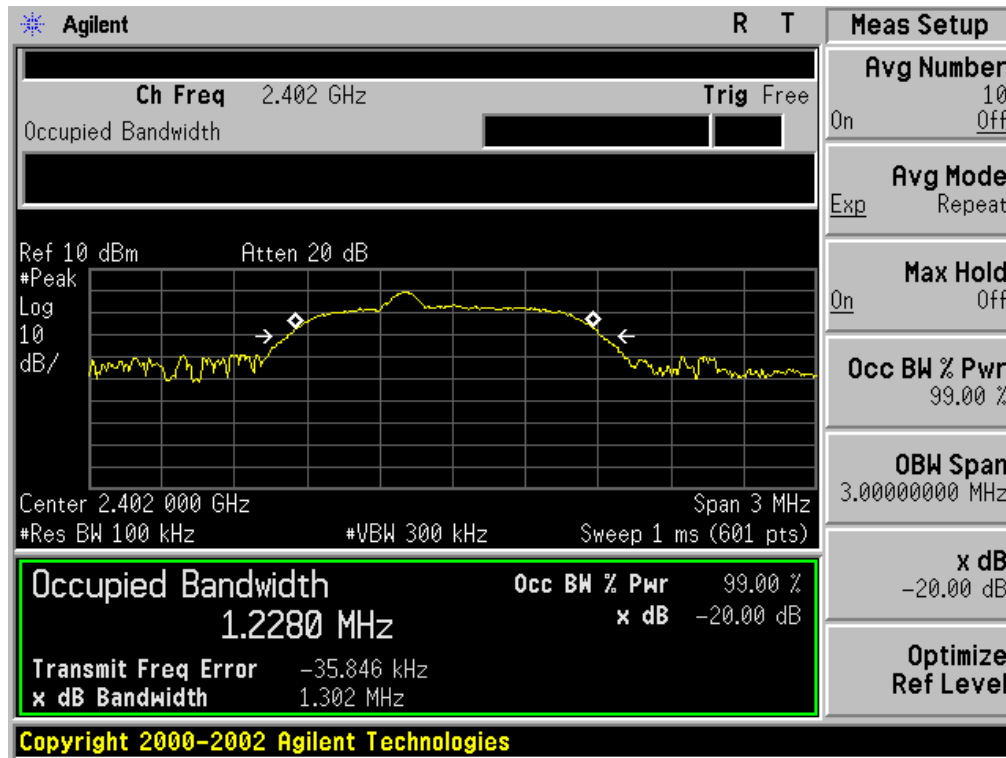 Agilent R T
Ch Freq 2.402 GHz Trig Free
Occupied Bandwidth
Ref 10 dBm Atten 20 dB
#Peak
Log
10
dB/
Center 2.402 000 GHz Span 3 MHz
#Res BW 100 kHz #VBW 300 kHz Sweep 1 ms (601 pts)
Occupied Bandwidth Occ BW % Pwr 99.00 %
1.2280 MHz x dB -20.00 dB
Transmit Freq Error -35.846 kHz
x dB Bandwidth 1.302 MHz
Copyright 2000-2002 Agilent Technologies
Meas Setup
Avg Number
10
On Off
Avg Mode
Exp Repeat
Max Hold
On Off
Occ BW % Pwr
99.00 %
OBW Span
3.00000000 MHz
x dB
-20.00 dB
Optimize
Ref Level